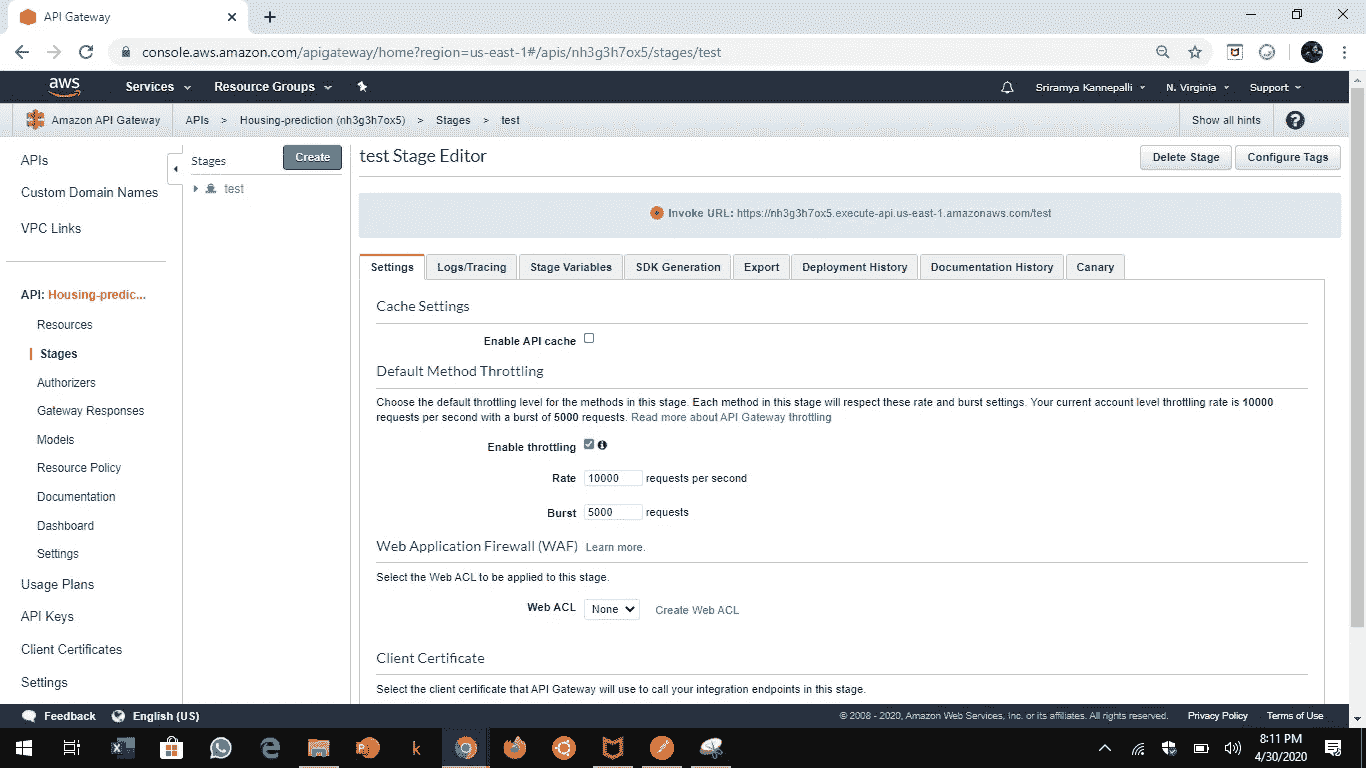 API Gateway
console.aws.amazon.com/apigateway/home?region=us-east-1#/apis/nh3g3h7ox5/stages/test
aws Services Resource Groups Sriramya Kannepalli N. Virginia Support
Amazon API Gateway APIs > Housing-prediction (nh3g3h7ox5) > Stages > test Show all hints
APIs
Custom Domain Names
VPC Links
API: Housing-predic...
Resources
Stages
Authorizers
Gateway Responses
Models
Resource Policy
Documentation
Dashboard
Settings
Usage Plans
API Keys
Client Certificates
Settings
Stages Create
test
test Stage Editor Delete Stage Configure Tags
Invoke URL: https://nh3g3h7ox5.execute-api.us-east-1.amazonaws.com/test
Settings Logs/Tracing Stage Variables SDK Generation Export Deployment History Documentation History Canary
Cache Settings
Enable API cache
Default Method Throttling
Choose the default throttling level for the methods in this stage. Each method in this stage will respect these rate and burst settings. Your current account level throttling rate is 10000
requests per second with a burst of 5000 requests. Read more about API Gateway throttling
Enable throttling
Rate 10000 requests per second
Burst 5000 requests
Web Application Firewall (WAF) Learn more.
Select the Web ACL to be applied to this stage.
Web ACL None Create Web ACL
Client Certificate
Select the client certificate that API Gateway will use to call your integration endpoints in this stage.
Feedback English (US) © 2008 - 2020, Amazon Web Services, Inc. or its affiliates. All rights reserved. Privacy Policy Terms of Use
8:11 PM
4/30/2020